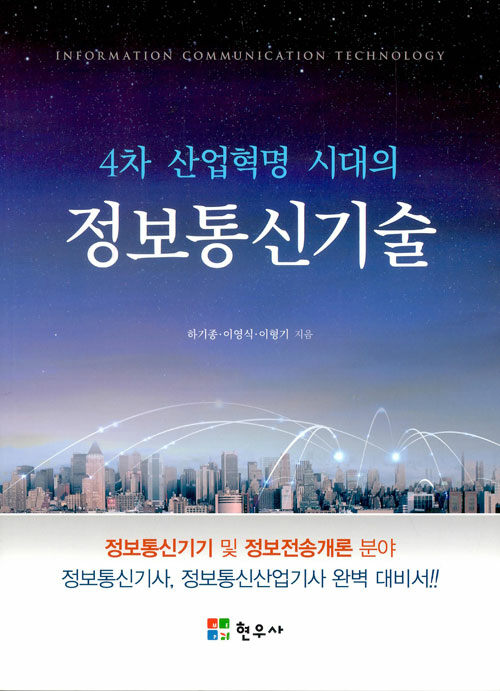 INFORMATION COMMUNICATION TECHNOLOGY
4차 산업혁명 시대의
정보통신기술
하기종·이영식·이형기 지음
정보통신기기 및 정보전송개론 분야
정보통신기사, 정보통신산업기사 완벽 대비서!!
현우사